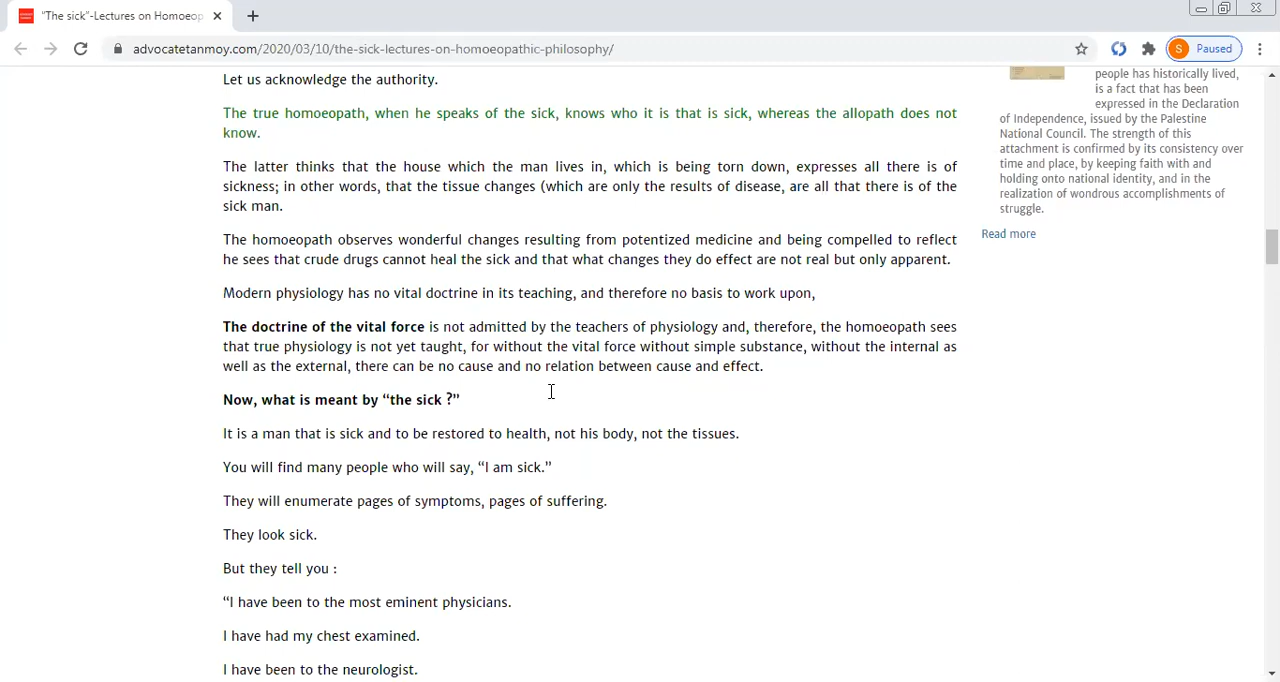 "The sick"-Lectures on Homoeop
advocatetanmoy.com/2020/03/10/the-sick-lectures-on-homoeopathic-philosophy/
S Paused
Let us acknowledge the authority.
The true homoeopath, when he speaks of the sick, knows who it is that is sick, whereas the allopath does not
know.
The latter thinks that the house which the man lives in, which is being torn down, expresses all there is of
sickness; in other words, that the tissue changes (which are only the results of disease, are all that there is of the
sick man.
The homoeopath observes wonderful changes resulting from potentized medicine and being compelled to reflect
he sees that crude drugs cannot heal the sick and that what changes they do effect are not real but only apparent.
Modern physiology has no vital doctrine in its teaching, and therefore no basis to work upon,
The doctrine of the vital force is not admitted by the teachers of physiology and, therefore, the homoeopath sees
that true physiology is not yet taught, for without the vital force without simple substance, without the internal as
well as the external, there can be no cause and no relation between cause and effect.
Now, what is meant by “the sick ?”
It is a man that is sick and to be restored to health, not his body, not the tissues.
You will find many people who will say, “I am sick.”
They will enumerate pages of symptoms, pages of suffering.
They look sick.
But they tell you :
“I have been to the most eminent physicians.
I have had my chest examined.
I have been to the neurologist.
people has historically lived,
is a fact that has been
expressed in the Declaration
of Independence, issued by the Palestine
National Council. The strength of this
attachment is confirmed by its consistency over
time and place, by keeping faith with and
holding onto national identity, and in the
realization of wondrous accomplishments of
struggle.
Read more